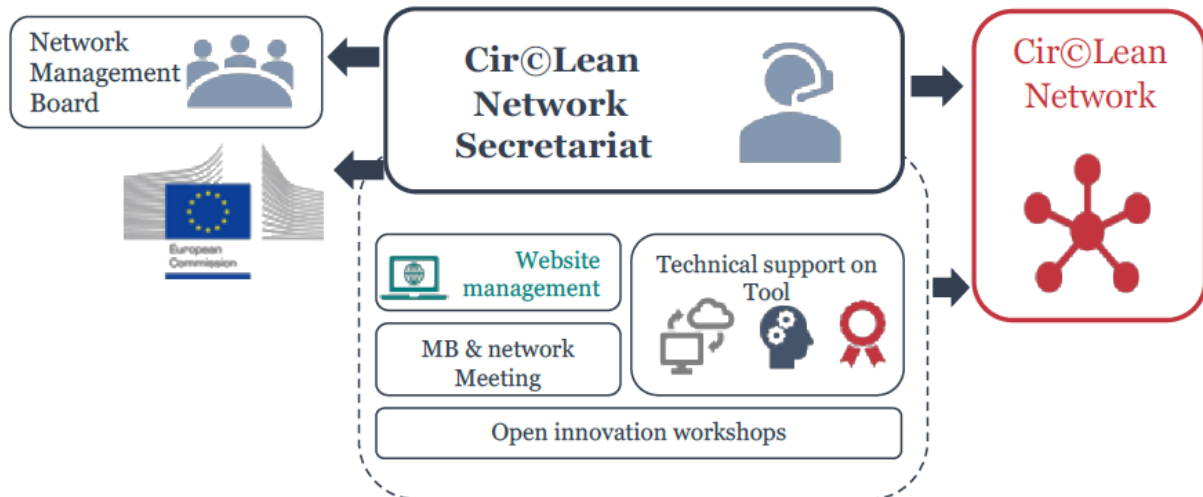 Network
Management
Board
Cir©Lean
Network
Secretariat
Cir©Lean
Network
European
Commission
Website
management
Technical support on
Tool
MB & network
Meeting
Open innovation workshops